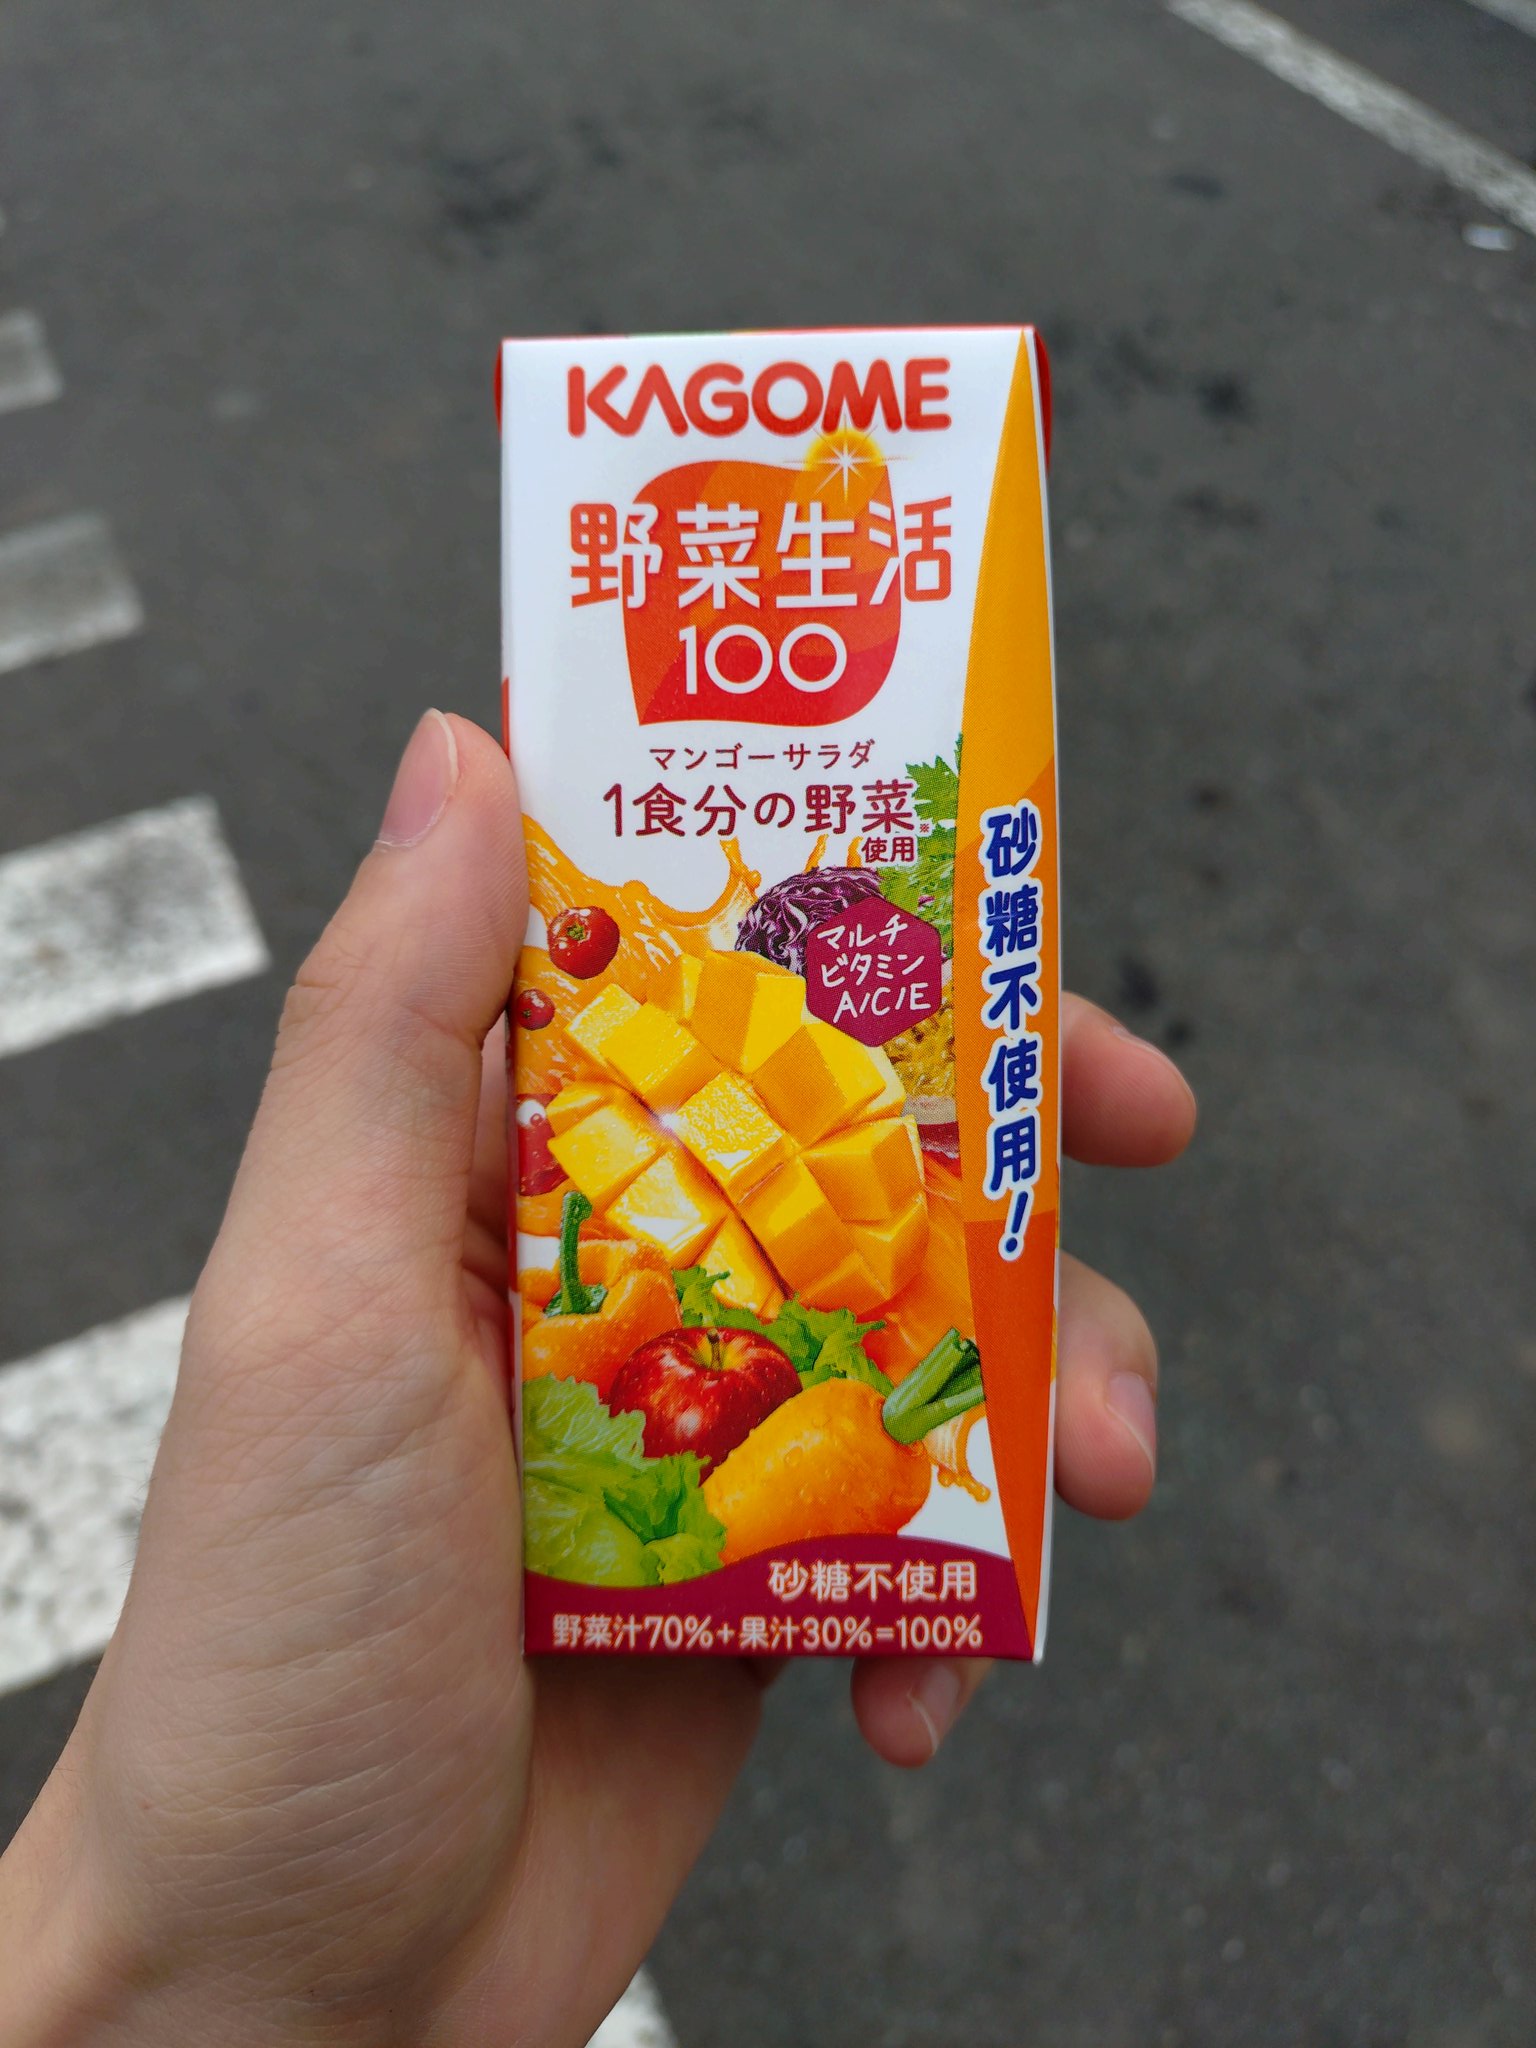 KAGOME
野菜生活
100
マンゴーサラダ
1食分の野菜※
使用
マルチ
ビタミン
A/C/E
砂糖不使用!
砂糖不使用
野菜汁70%+果汁30%=100%